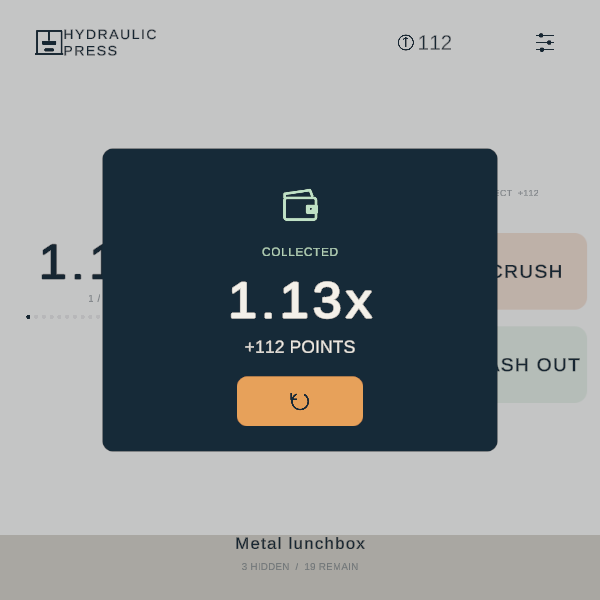 HYDRAULIC
PRESS
112
COLLECTED
1.13x
+112 POINTS
+112
1.1
1 /
CRUSH
ASH OUT
Metal lunchbox
3 HIDDEN / 19 REMAIN